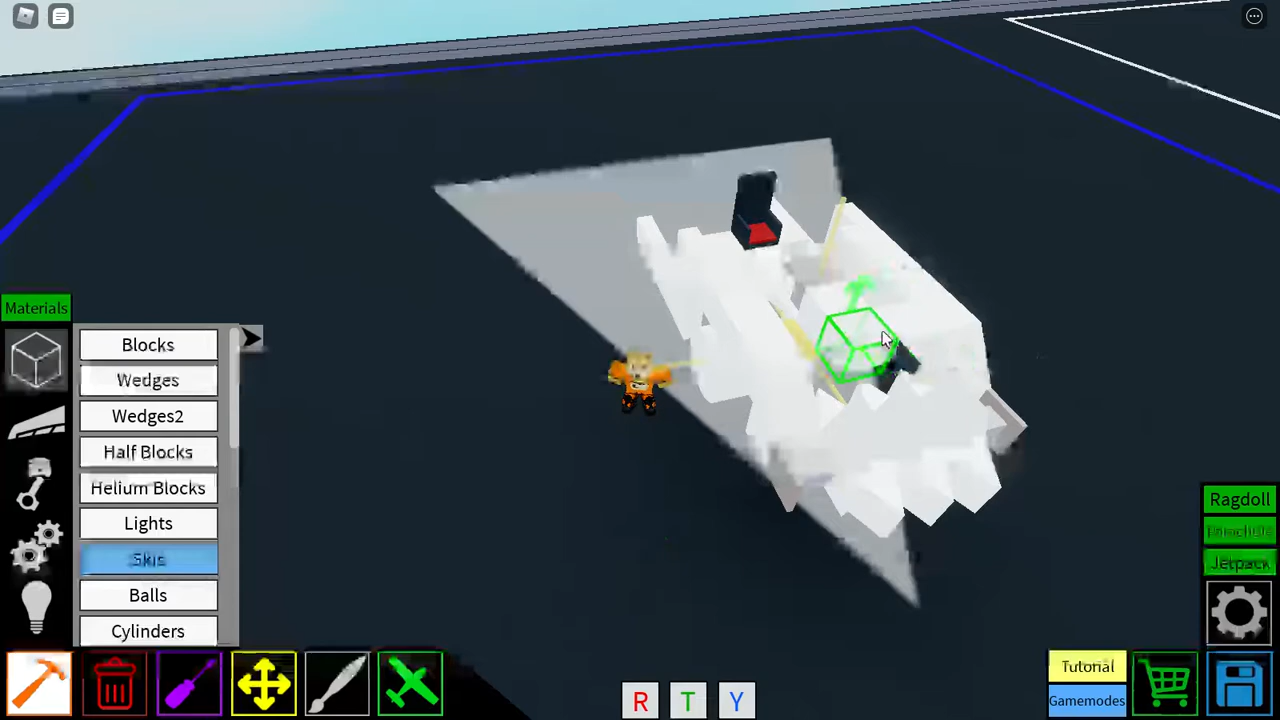 Materials
Blocks
Wedges
Wedges2
Half Blocks
Helium Blocks
Lights
Skis
Balls
Cylinders
Ragdoll
Jetpack
Tutorial
Gamemodes
R T Y